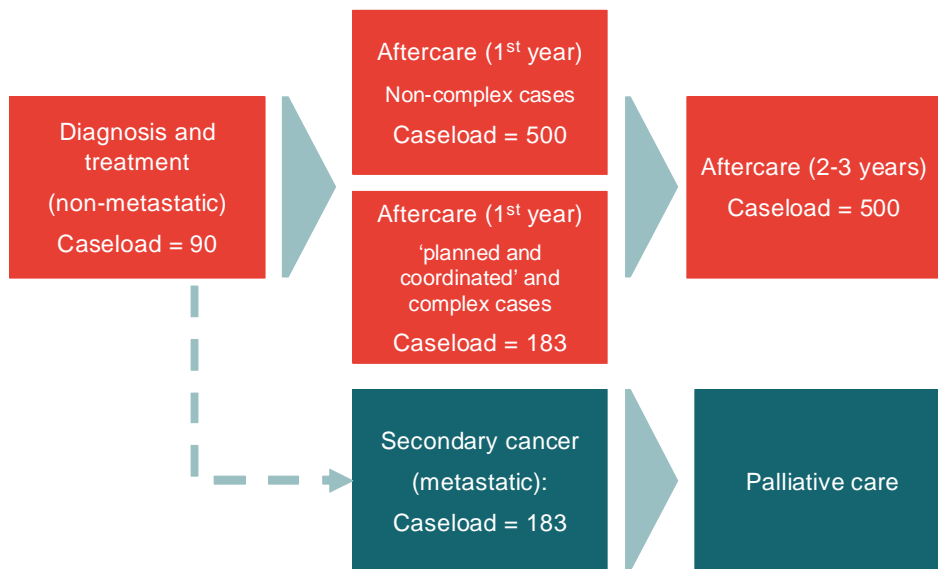 Diagnosis and
treatment
(non-metastatic)
Caseload = 90
Aftercare (1st year)
Non-complex cases
Caseload = 500
Aftercare (1st year)
‘planned and
coordinated’ and
complex cases
Caseload = 183
Aftercare (2-3 years)
Caseload = 500
Secondary cancer
(metastatic):
Caseload = 183
Palliative care